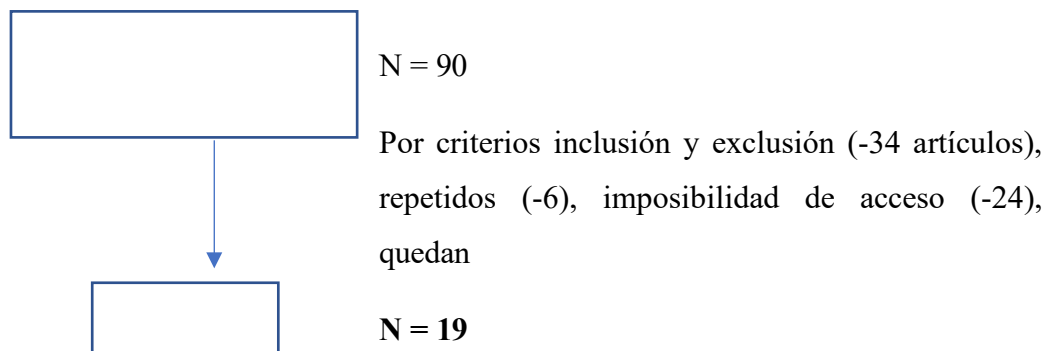 N = 90
Por criterios inclusión y exclusión (-34 artículos),
repetidos (-6), imposibilidad de acceso (-24),
quedan
N = 19